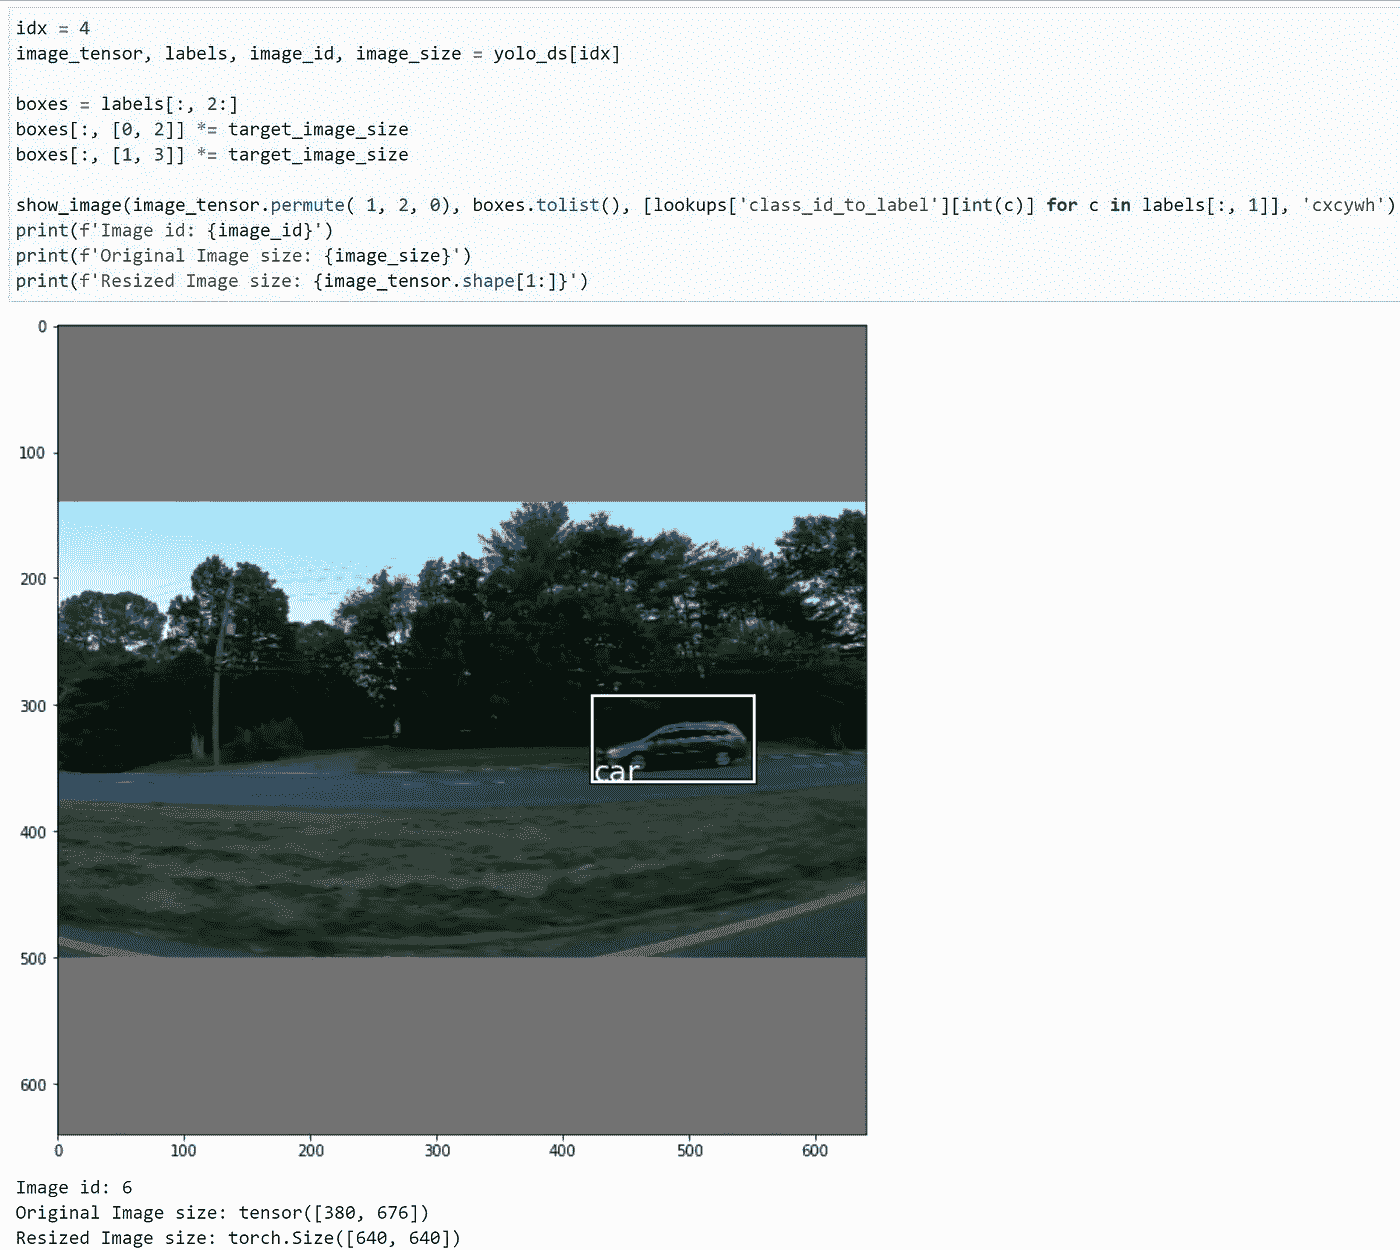 idx = 4
image_tensor, labels, image_id, image_size = yolo_ds[idx]
boxes = labels[:, 2:]
boxes[:, [0, 2]] *= target_image_size
boxes[:, [1, 3]] *= target_image_size
show_image(image_tensor.permute( 1, 2, 0), boxes.tolist(), [lookups['class_id_to_label'][int(c)] for c in labels[:, 1]], 'cxcywh')
print(f'Image id: {image_id}')
print(f'Original Image size: {image_size}')
print(f'Resized Image size: {image_tensor.shape[1:]}')
0
100
200
300
car
400
500
600
0 100 200 300 400 500 600
Image id: 6
Original Image size: tensor([380, 676])
Resized Image size: torch.Size([640, 640])